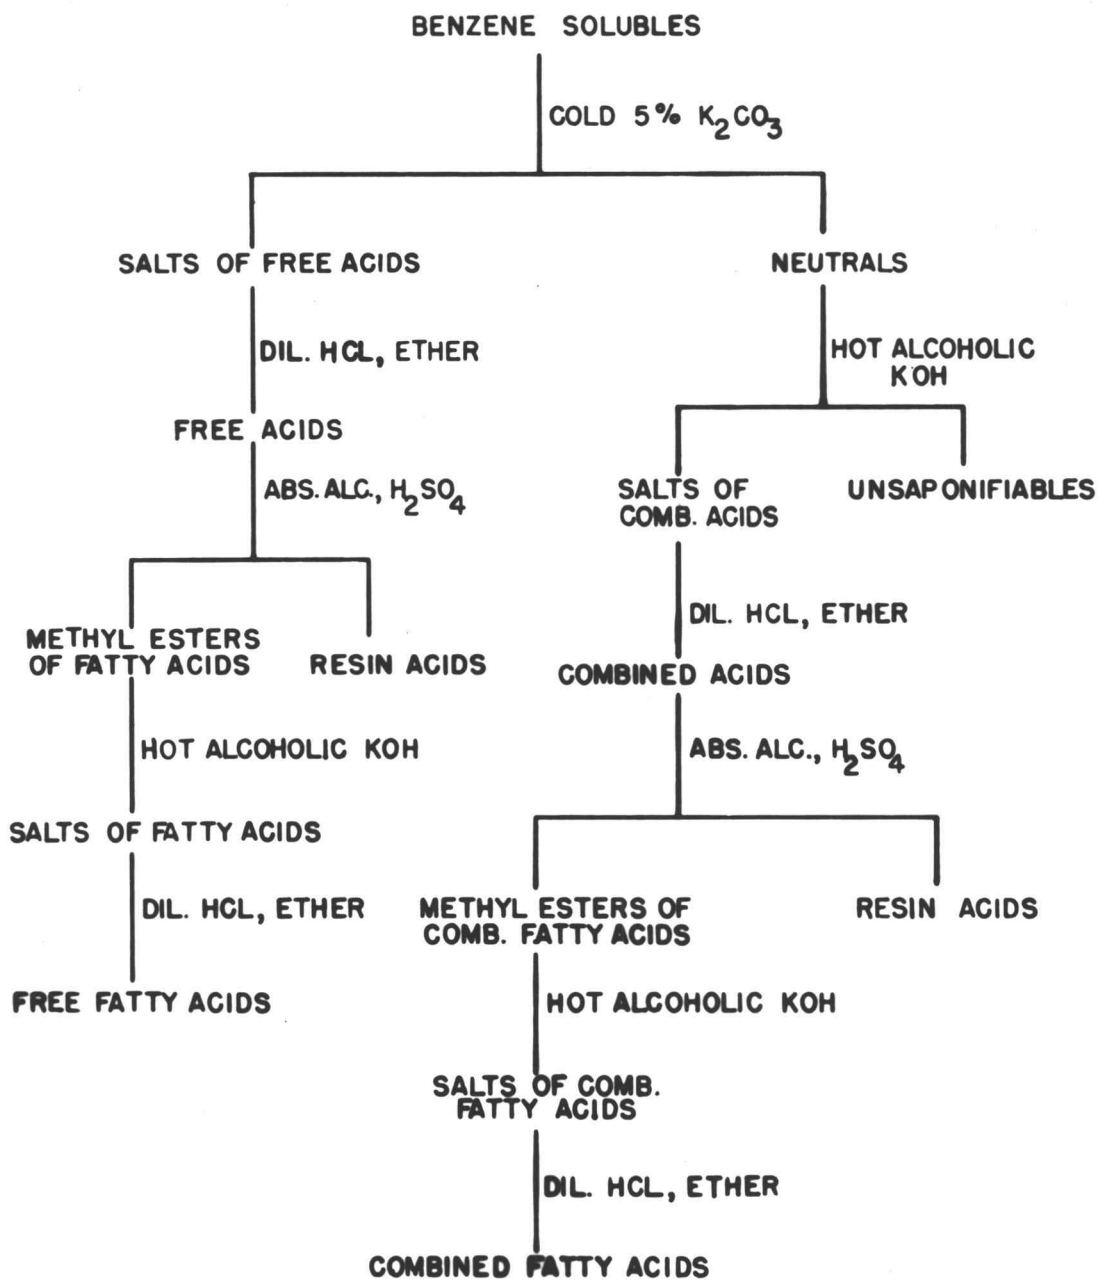 BENZENE SOLUBLES
COLD 5% K2CO3
SALTS OF FREE ACIDS
NEUTRALS
DIL. HCL, ETHER
HOT ALCOHOLIC
KOH
FREE ACIDS
ABS. ALC., H2SO4
SALTS OF
COMB. ACIDS
UNSAPONIFIABLES
METHYL ESTERS
OF FATTY ACIDS
RESIN ACIDS
DIL. HCL, ETHER
COMBINED ACIDS
HOT ALCOHOLIC KOH
ABS. ALC., H2SO4
SALTS OF FATTY ACIDS
DIL. HCL, ETHER
METHYL ESTERS OF
COMB. FATTY ACIDS
RESIN ACIDS
FREE FATTY ACIDS
HOT ALCOHOLIC KOH
SALTS OF COMB.
FATTY ACIDS
DIL. HCL, ETHER
COMBINED FATTY ACIDS